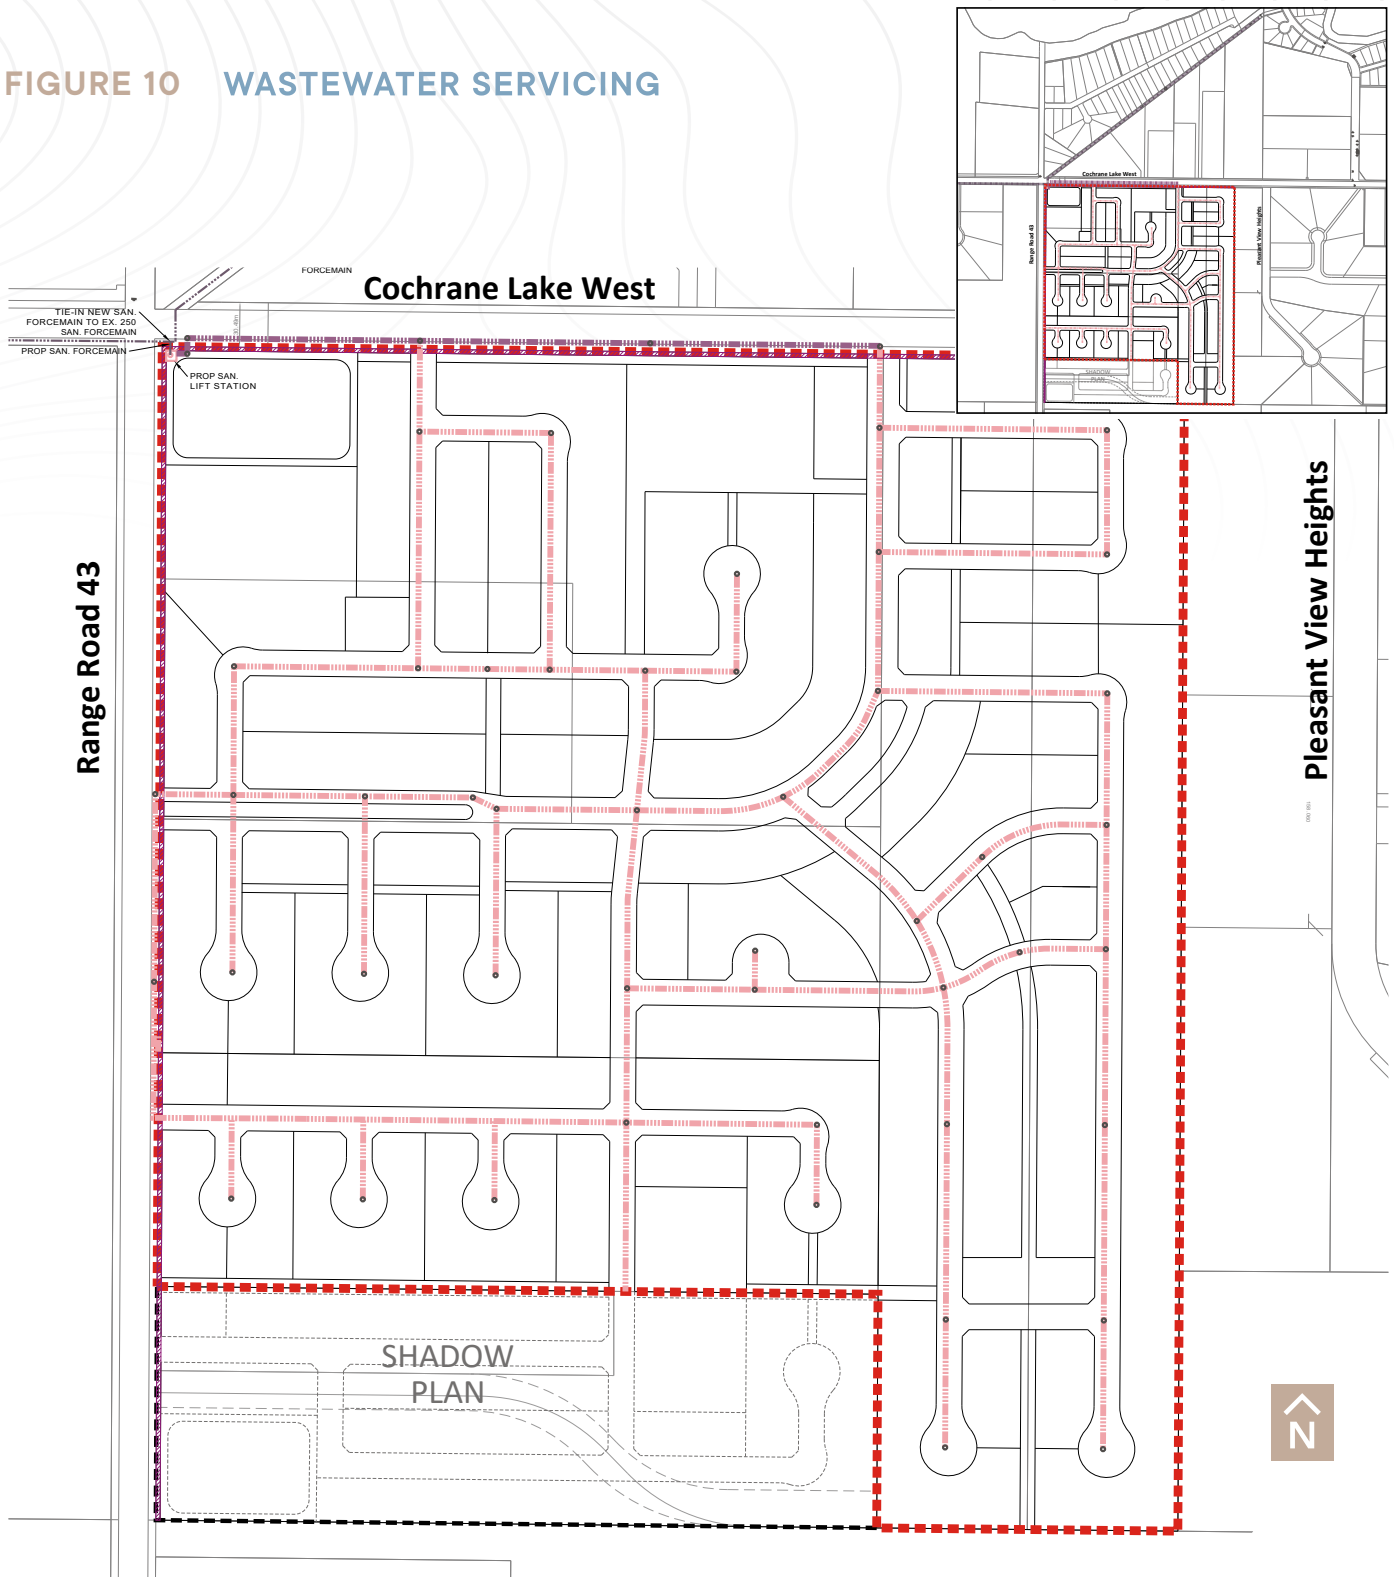 FIGURE 10 WASTEWATER SERVICING
Cochrane Lake West
Range Road 43
Pleasant View Heights
SHADOW
PLAN
FORCEMAIN
Cochrane Lake West
TIE-IN NEW SAN.
FORCEMAIN TO EX. 250
SAN. FORCEMAIN
PROP SAN. FORCEMAIN
PROP SAN.
LIFT STATION
Range Road 43
Pleasant View Heights
SHADOW
PLAN
N